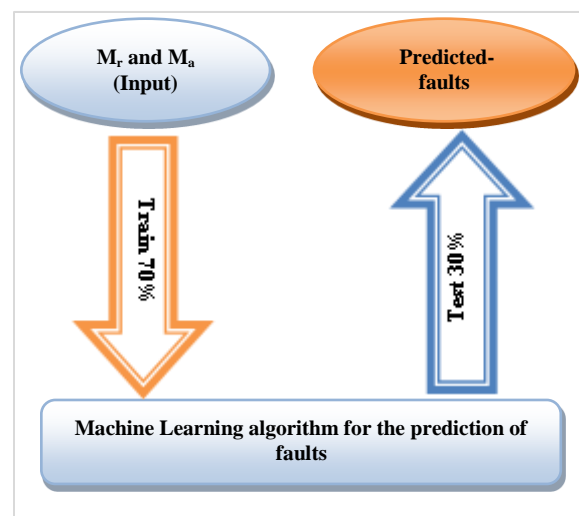 Mr and Ma
(Input)
Predicted-
faults
Train 70%
Test 30%
Machine Learning algorithm for the prediction of
faults